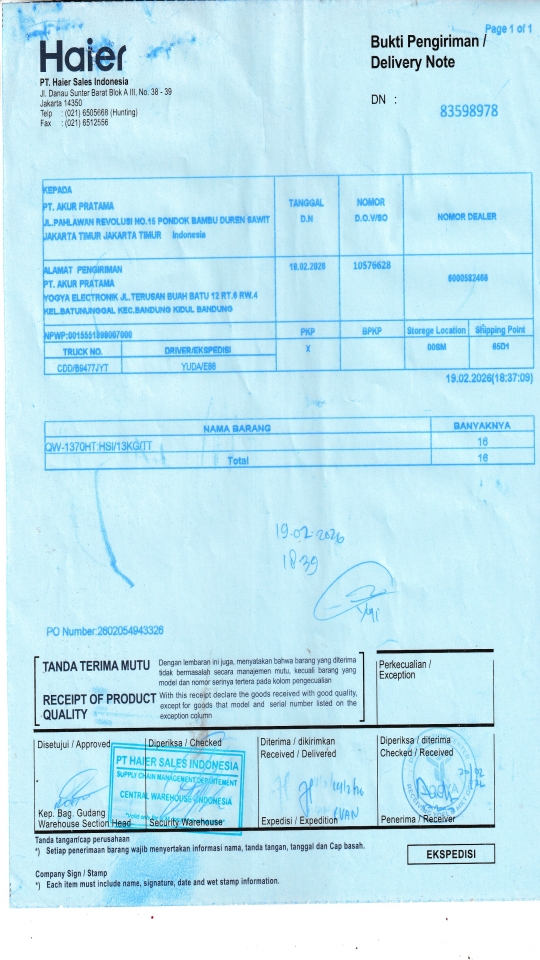 Page 1 of 1
Haier
Bukti Pengiriman /
Delivery Note
PT. Haier Sales Indonesia
Jl. Danau Sunter Barat Blok A III, No. 38 - 39
Jakarta 14350
Telp : (021) 6505668 (Hunting)
Fax : (021) 6512556
DN :
83598978
KEPADA
PT. AKUR PRATAMA
JL.PAHLAWAN REVOLUSI NO.15 PONDOK BAMBU DUREN SAWIT
JAKARTA TIMUR JAKARTA TIMUR Indonesia
TANGGAL
D.N
NOMOR
D.O.V/SO
NOMOR DEALER
ALAMAT PENGIRIMAN
PT. AKUR PRATAMA
YOGYA ELECTRONIK JL.TERUSAN BUAH BATU 12 RT.6 RW.4
KEL.BATUNUNGGAL KEC.BANDUNG KIDUL BANDUNG
18.02.2026
10576628
6000582468
NPWP:0015551898007000
PKP
BPKP
Storege Location
Shipping Point
TRUCK NO.
DRIVER/EKSPEDISI
X
00SM
65D1
CDD/B9477JYT
YUDA/E88
19.02.2026(18:37:09)
NAMA BARANG
BANYAKNYA
QW-1370HT:HSI/13KG/TT
16
Total
16
19.02.2026
18.39
Yogi
PO Number:2602054943326
TANDA TERIMA MUTU
Dengan lembaran ini juga, menyatakan bahwa barang yang diterima
tidak bermasalah secara manajemen mutu, kecuali barang yang
model dan nomor serinya tertera pada kolom pengecualian
RECEIPT OF PRODUCT
QUALITY
With this receipt declare the goods received with good quality,
except for goods that model and serial number listed on the
exception column
Perkecualian /
Exception
Disetujui / Approved
Diperiksa / Checked
Diterima / dikirimkan
Received / Delivered
Diperiksa / diterima
Checked / Received
PT HAIER SALES INDONESIA
SUPPLY CHAIN MANAGEMENT DEPARTEMENT
CENTRAL WAREHOUSE-INDONESIA
Kep. Bag. Gudang
Warehouse Section Head
Security Warehouse
Expedisi / Expedition
Penerima / Receiver
Tanda tangan/cap perusahaan
*) Setiap penerimaan barang wajib menyertakan informasi nama, tanda tangan, tanggal dan Cap basah.
EKSPEDISI
Company Sign / Stamp
*) Each item must include name, signature, date and wet stamp information.